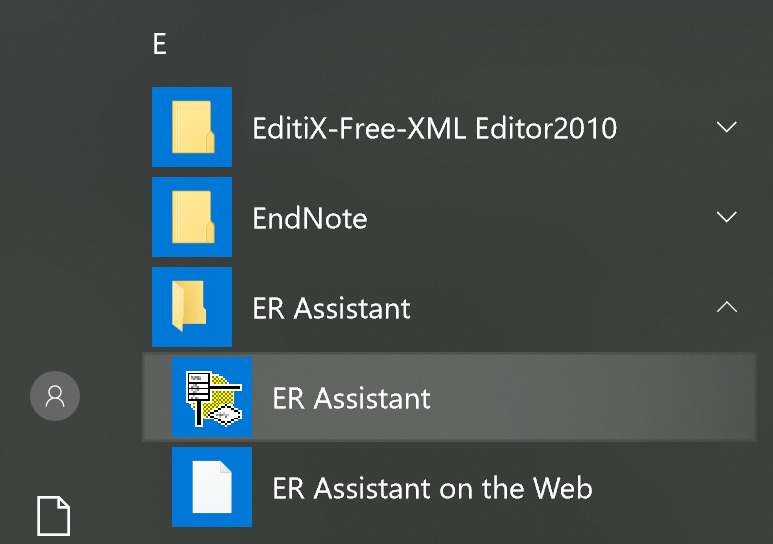 E
EditiX-Free-XML Editor2010
EndNote
ER Assistant
ER Assistant
ER Assistant on the Web